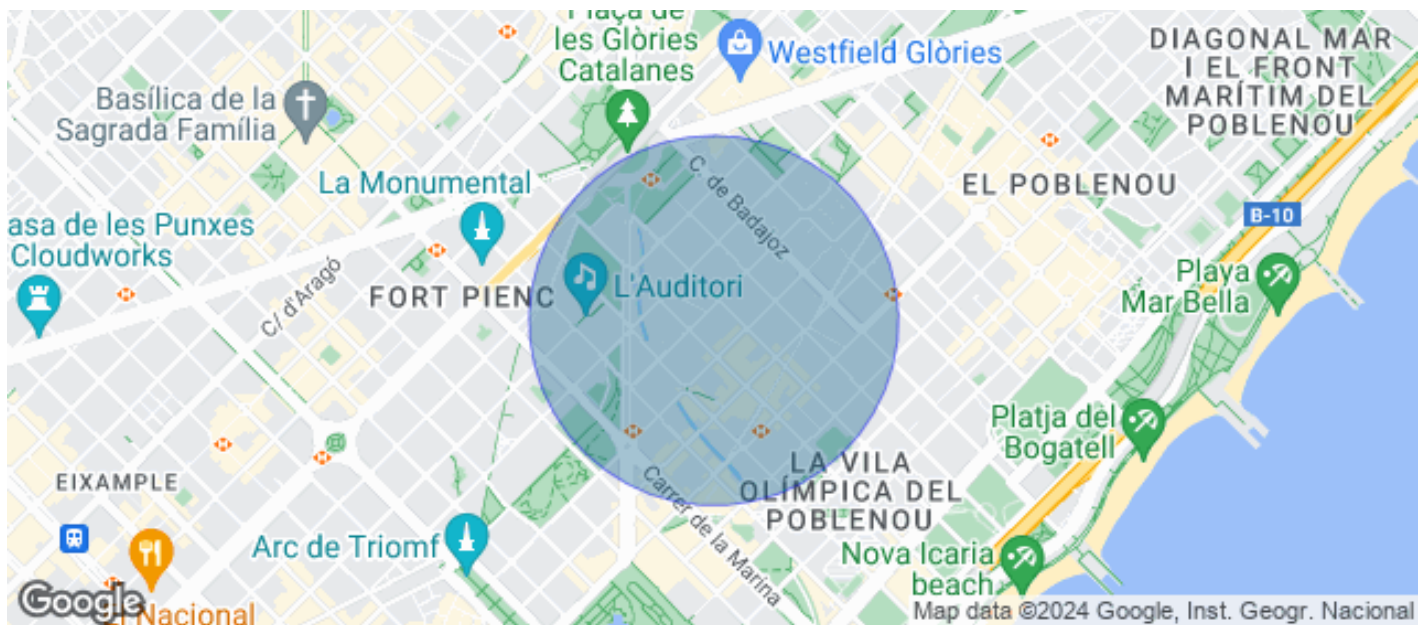 Plaça de
les Glòries
Catalanes
Westfield Glòries
DIAGONAL MAR
I EL FRONT
MARÍTIM DEL
POBLENOU
Basílica de la
Sagrada Família
La Monumental
C. de Badajoz
EL POBLENOU
B-10
asa de les Punxes
Cloudworks
C/ d'Aragó
FORT PIENC
L'Auditori
Playa
Mar Bella
Platja del
Bogatell
EIXAMPLE
LA VILA
OLÍMPICA DEL
POBLENOU
Carrer de la Marina
Arc de Triomf
Nova Icaria
beach
El Nacional
Google
Map data ©2024 Google, Inst. Geogr. Nacional